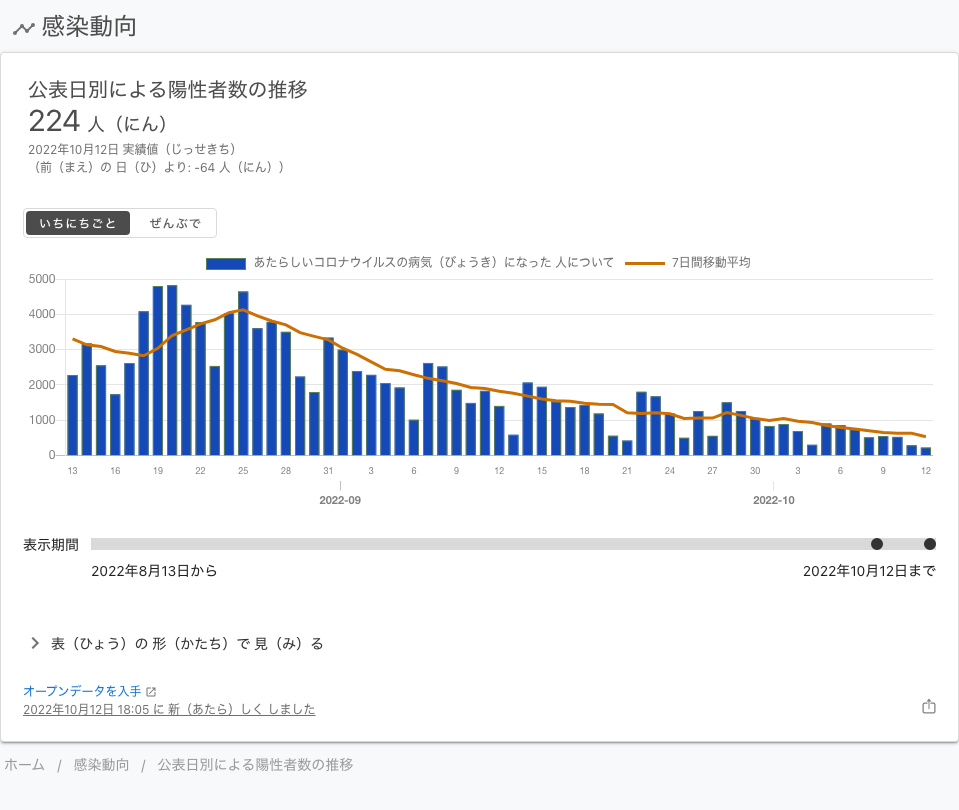 感染動向
公表日別による陽性者数の推移
224 人（にん）
2022年10月12日 実績値（じっせきち）
（前（まえ）の 日（ひ）より: -64 人（にん））
いちにちごと ぜんぶで
あたらしいコロナウイルスの病気（びょうき）になった 人について 7日間移動平均
5000
4000
3000
2000
1000
0
13 16 19 22 25 28 31 3 6 9 12 15 18 21 24 27 30 3 6 9 12
2022-09 2022-10
表示期間
2022年8月13日から 2022年10月12日まで
表（ひょう）の 形（かたち）で 見（み）る
オープンデータを入手
2022年10月12日 18:05 に 新（あたら）しく しました
ホーム / 感染動向 / 公表日別による陽性者数の推移